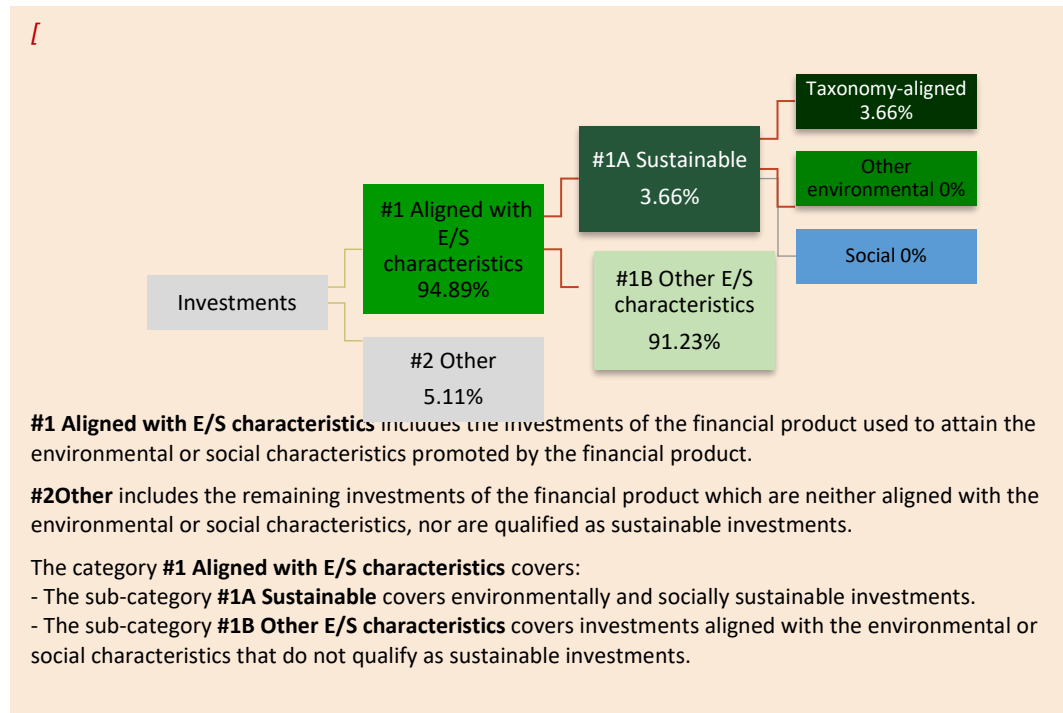 [
Taxonomy-aligned
3.66%
#1A Sustainable
3.66%
Other
environmental 0%
#1 Aligned with
E/S
characteristics
94.89%
Social 0%
#1B Other E/S
characteristics
91.23%
Investments
#2 Other
5.11%
#1 Aligned with E/S characteristics includes the investments of the financial product used to attain the
environmental or social characteristics promoted by the financial product.
#2Other includes the remaining investments of the financial product which are neither aligned with the
environmental or social characteristics, nor are qualified as sustainable investments.
The category #1 Aligned with E/S characteristics covers:
- The sub-category #1A Sustainable covers environmentally and socially sustainable investments.
- The sub-category #1B Other E/S characteristics covers investments aligned with the environmental or
social characteristics that do not qualify as sustainable investments.